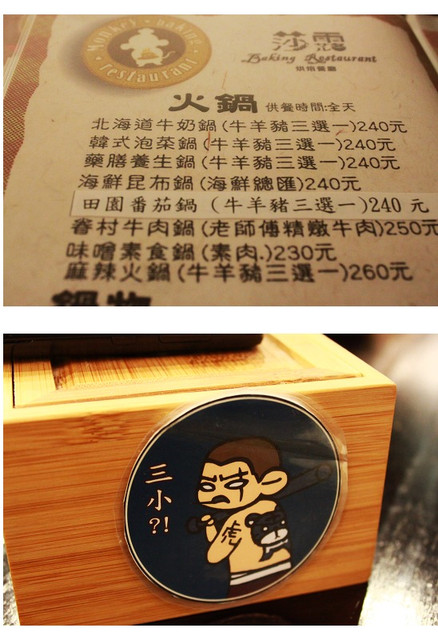 Monkey baking restaurant
莎露
Baking Restaurant
烘焙餐廳
火鍋 供餐時間:全天
北海道牛奶鍋(牛羊豬三選一)240元
韓式泡菜鍋(牛羊豬三選一)240元
藥膳養生鍋(牛羊豬三選一)240元
海鮮昆布鍋(海鮮總匯)240元
田園番茄鍋(牛羊豬三選一)240元
眷村牛肉鍋(老師傅精燉牛肉)250元
味噌素食鍋(素肉.)230元
麻辣火鍋(牛羊豬三選一)260元
三小?!
虎